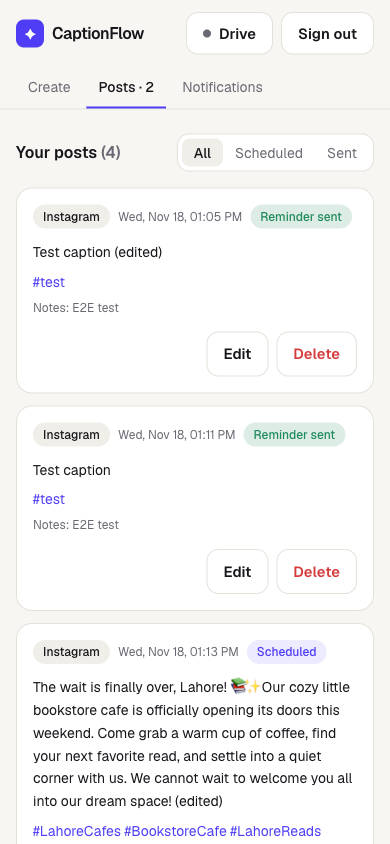 CaptionFlow
Drive
Sign out
Create
Posts · 2
Notifications
Your posts (4)
All
Scheduled
Sent
Instagram Wed, Nov 18, 01:05 PM Reminder sent
Test caption (edited)
#test
Notes: E2E test
Edit
Delete
Instagram Wed, Nov 18, 01:11 PM Reminder sent
Test caption
#test
Notes: E2E test
Edit
Delete
Instagram Wed, Nov 18, 01:13 PM Scheduled
The wait is finally over, Lahore! 📚✨Our cozy little
bookstore cafe is officially opening its doors this
weekend. Come grab a warm cup of coffee, find
your next favorite read, and settle into a quiet
corner with us. We cannot wait to welcome you all
into our dream space! (edited)
#LahoreCafes #BookstoreCafe #LahoreReads